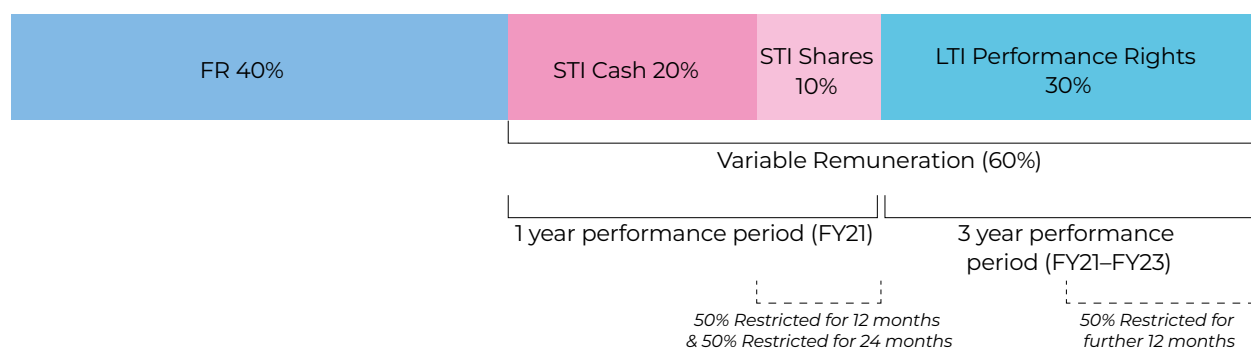 FR 40%
STI Cash 20%
STI Shares
10%
LTI Performance Rights
30%
Variable Remuneration (60%)
1 year performance period (FY21)
3 year performance
period (FY21–FY23)
50% Restricted for 12 months
& 50% Restricted for 24 months
50% Restricted for
further 12 months